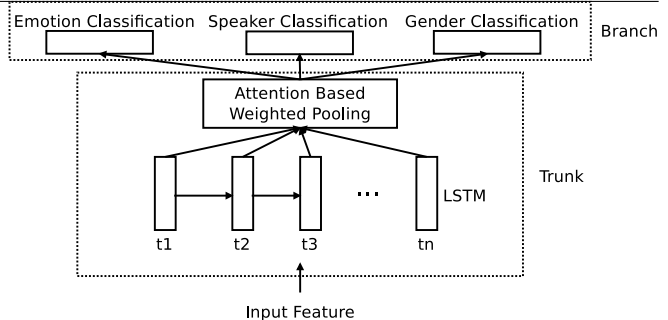 Emotion Classification
Speaker Classification
Gender Classification
Branch
Attention Based
Weighted Pooling
Trunk
...
LSTM
t1
t2
t3
tn
Input Feature